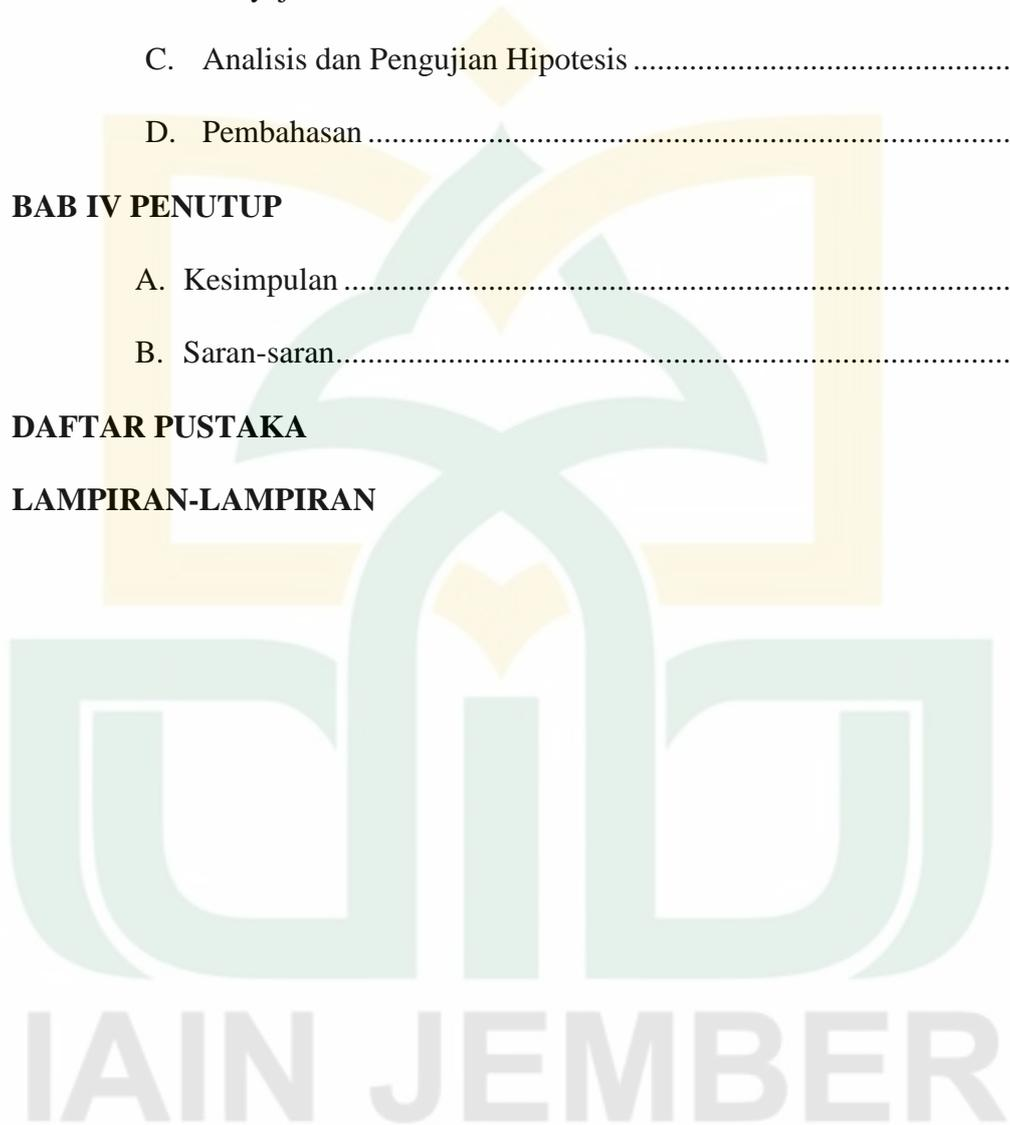 C. Analisis dan Pengujian Hipotesis ...............................................
D. Pembahasan ................................................................................
BAB IV PENUTUP
A. Kesimpulan ...................................................................................
B. Saran-saran....................................................................................
DAFTAR PUSTAKA
LAMPIRAN-LAMPIRAN
IAIN JEMBER